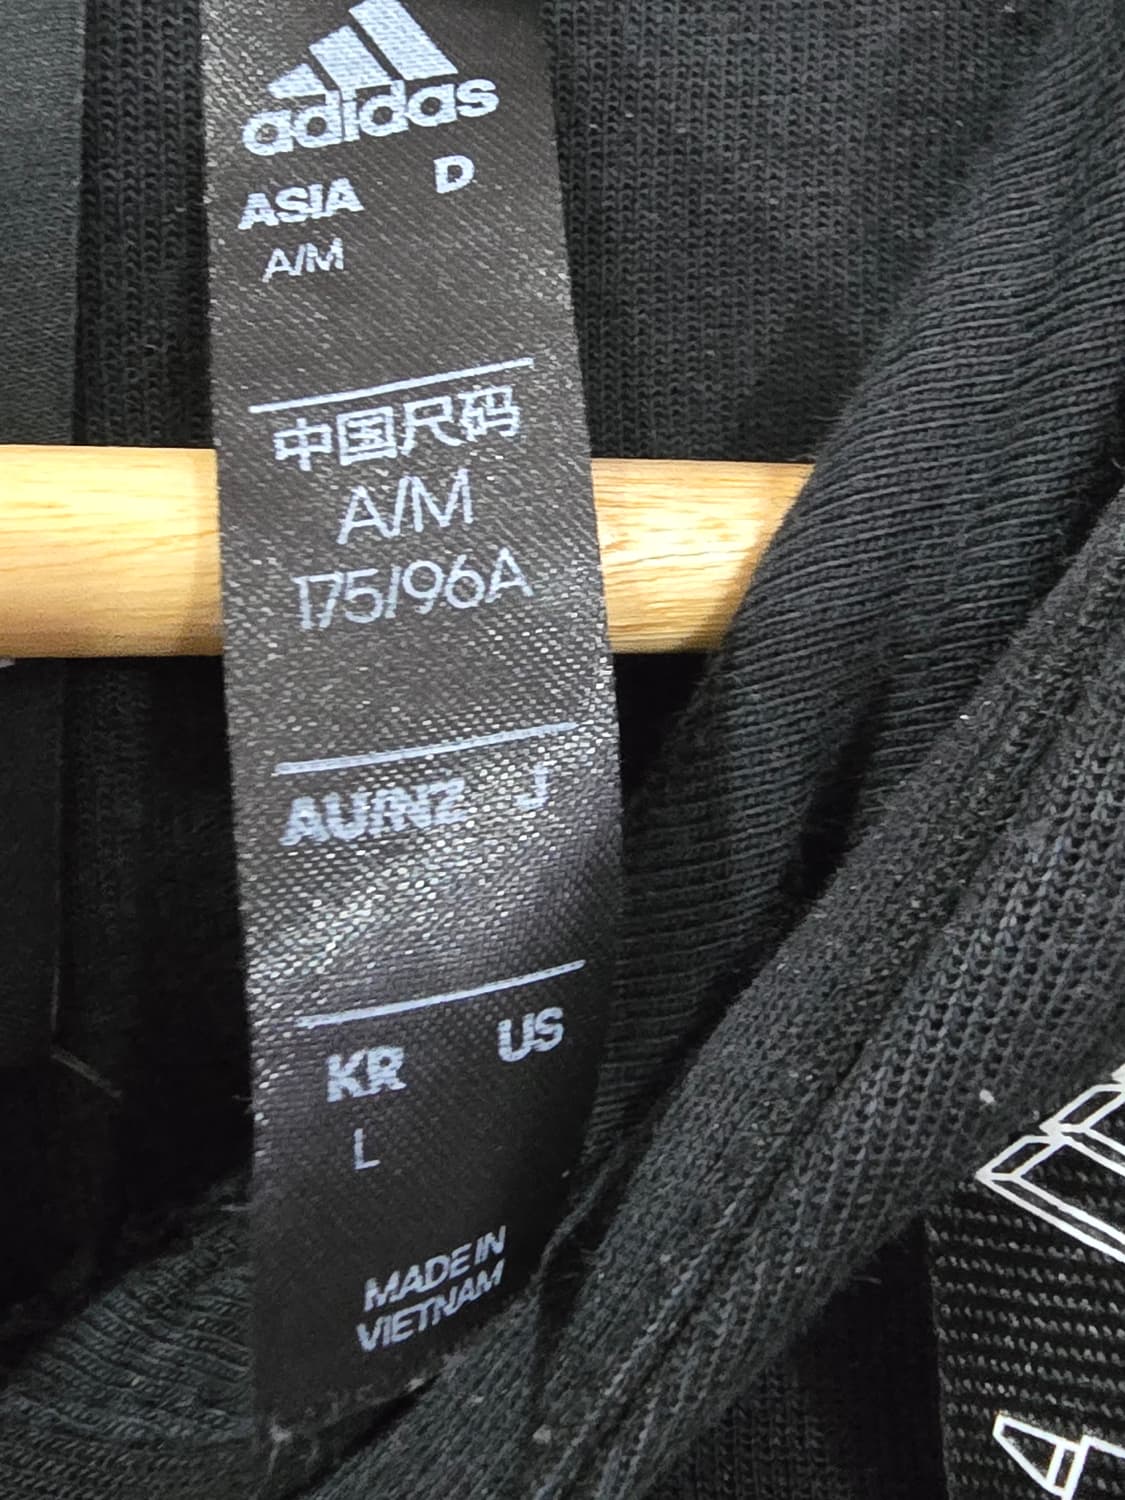 adidas
ASIA D
A/M
中国尺码
A/M
175/96A
AU/NZ J
KR US
L
MADE IN
VIETNAM